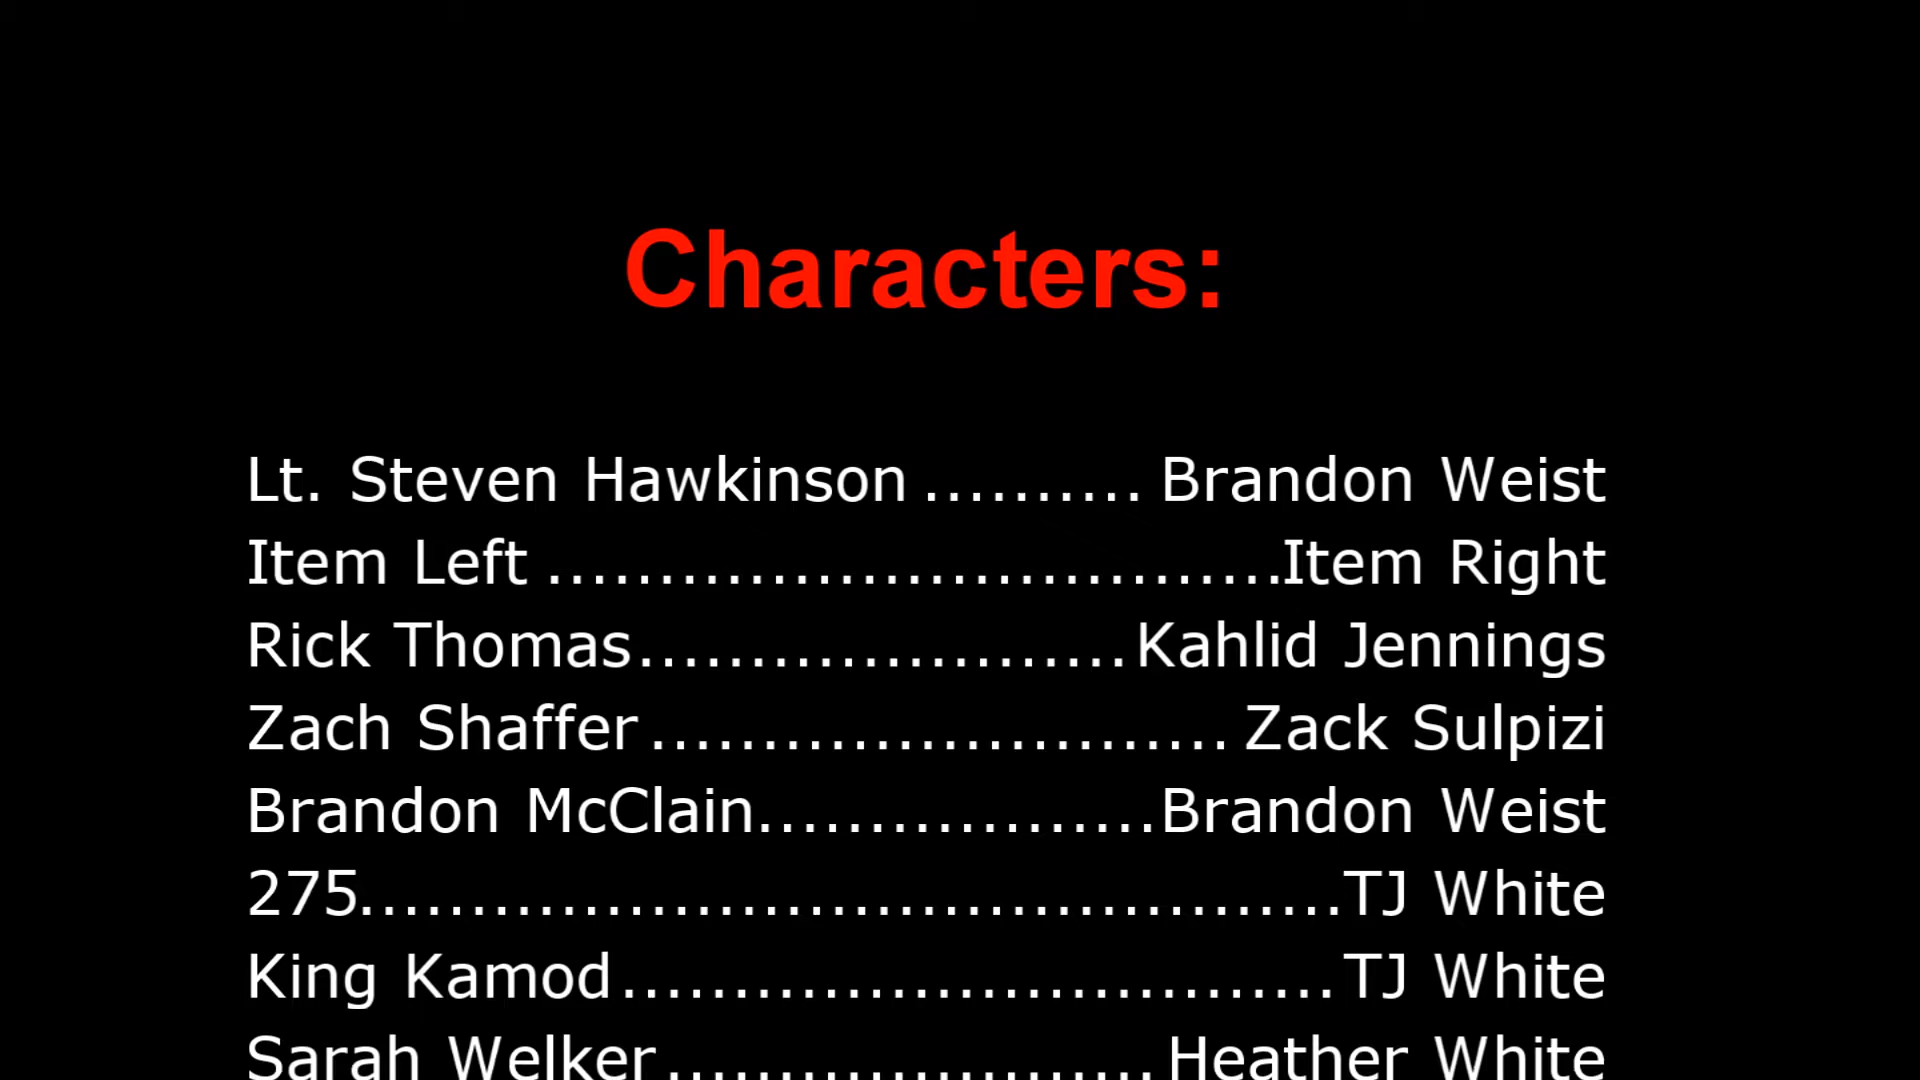 Characters:
Lt. Steven Hawkinson .......... Brandon Weist
Item Left .................................Item Right
Rick Thomas......................Kahlid Jennings
Zach Shaffer .......................... Zack Sulpizi
Brandon McClain..................Brandon Weist
275............................................TJ White
King Kamod................................TJ White
Sarah Welker......................Heather White